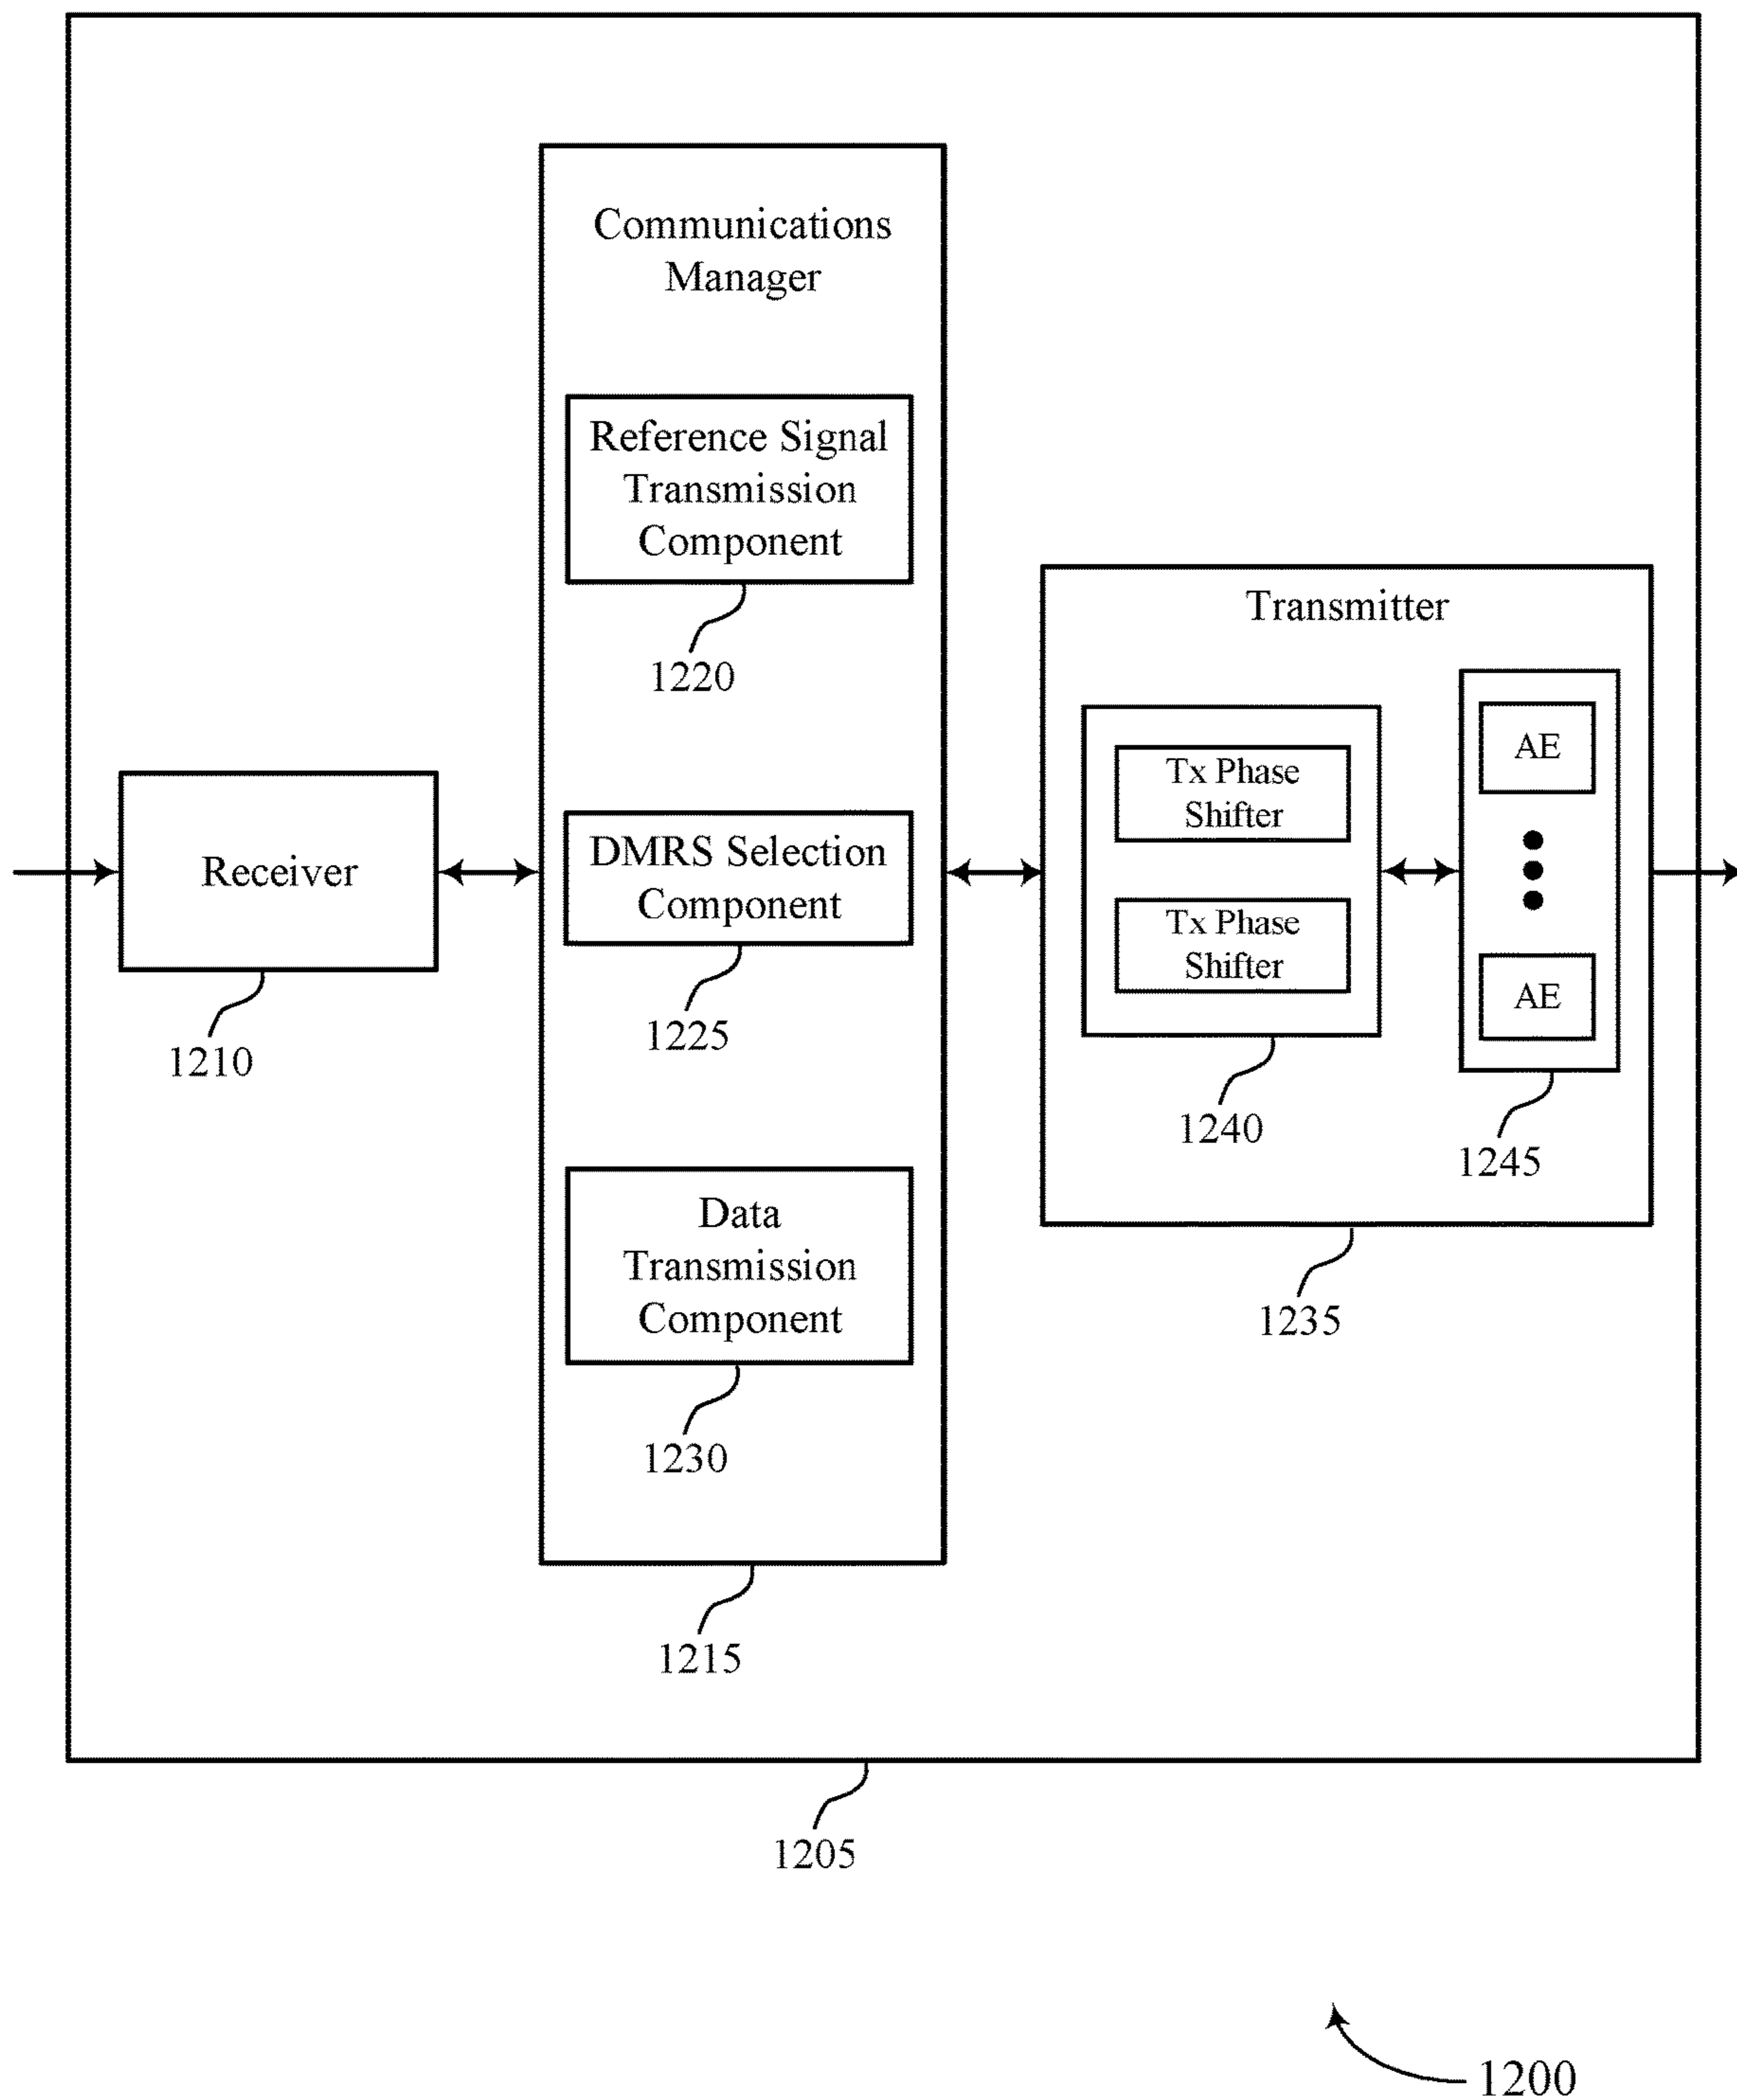 Communications
Manager
Reference Signal
Transmission
Component
1220
Receiver
1210
DMRS Selection
Component
1225
Data
Transmission
Component
1230
1215
Transmitter
Tx Phase
Shifter
Tx Phase
Shifter
1240
AE
AE
1245
1235
1205
1200